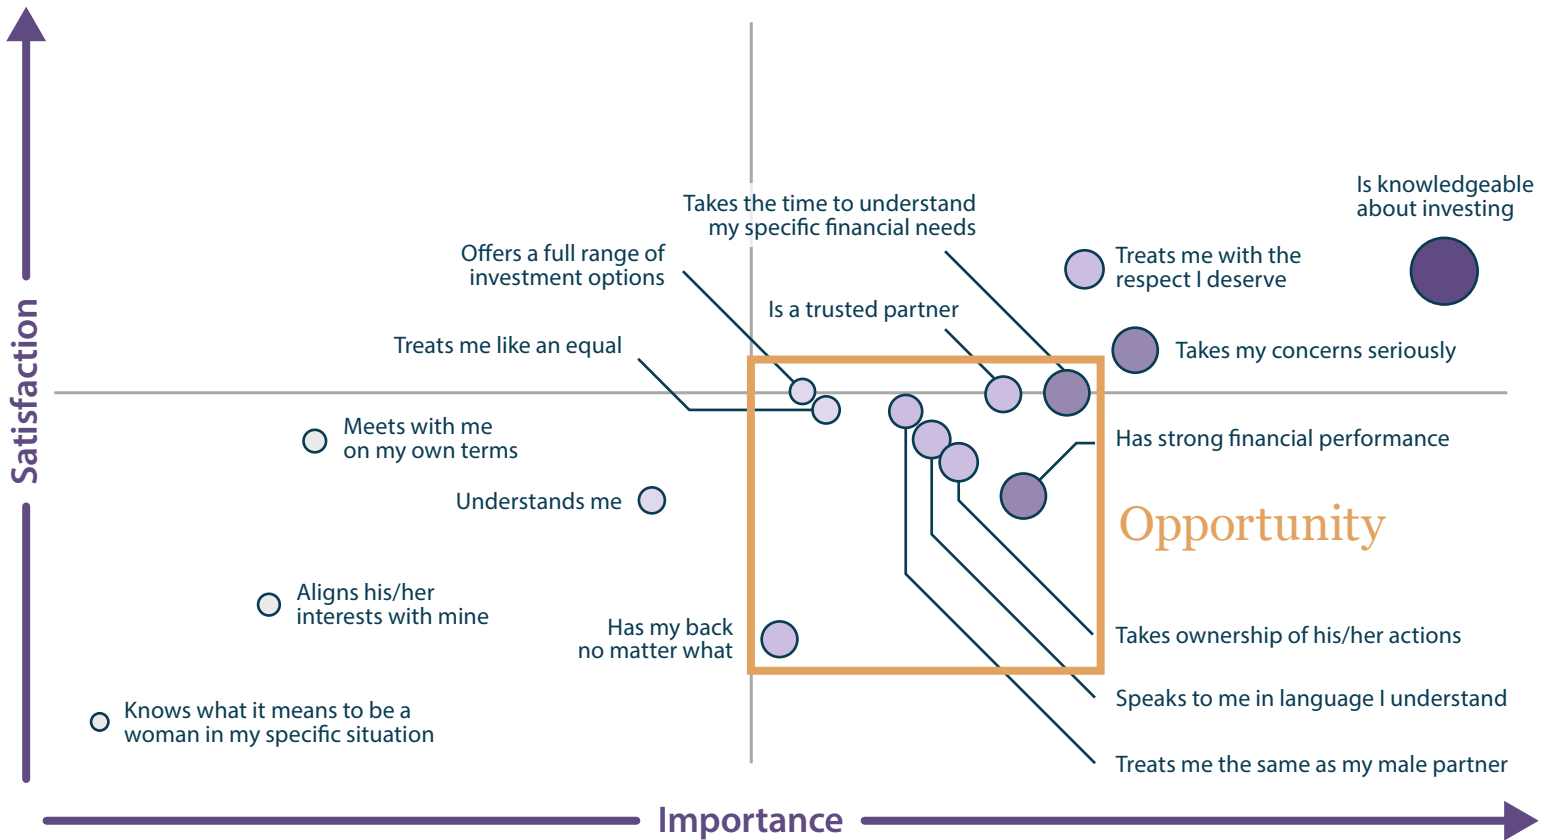 Satisfaction
Is knowledgeable
about investing
Takes the time to understand
my specific financial needs
Offers a full range of
investment options
Treats me with the
respect I deserve
Is a trusted partner
Treats me like an equal
Takes my concerns seriously
Meets with me
on my own terms
Has strong financial performance
Understands me
Opportunity
Aligns his/her
interests with mine
Has my back
no matter what
Takes ownership of his/her actions
Speaks to me in language I understand
Knows what it means to be a
woman in my specific situation
Treats me the same as my male partner
Importance